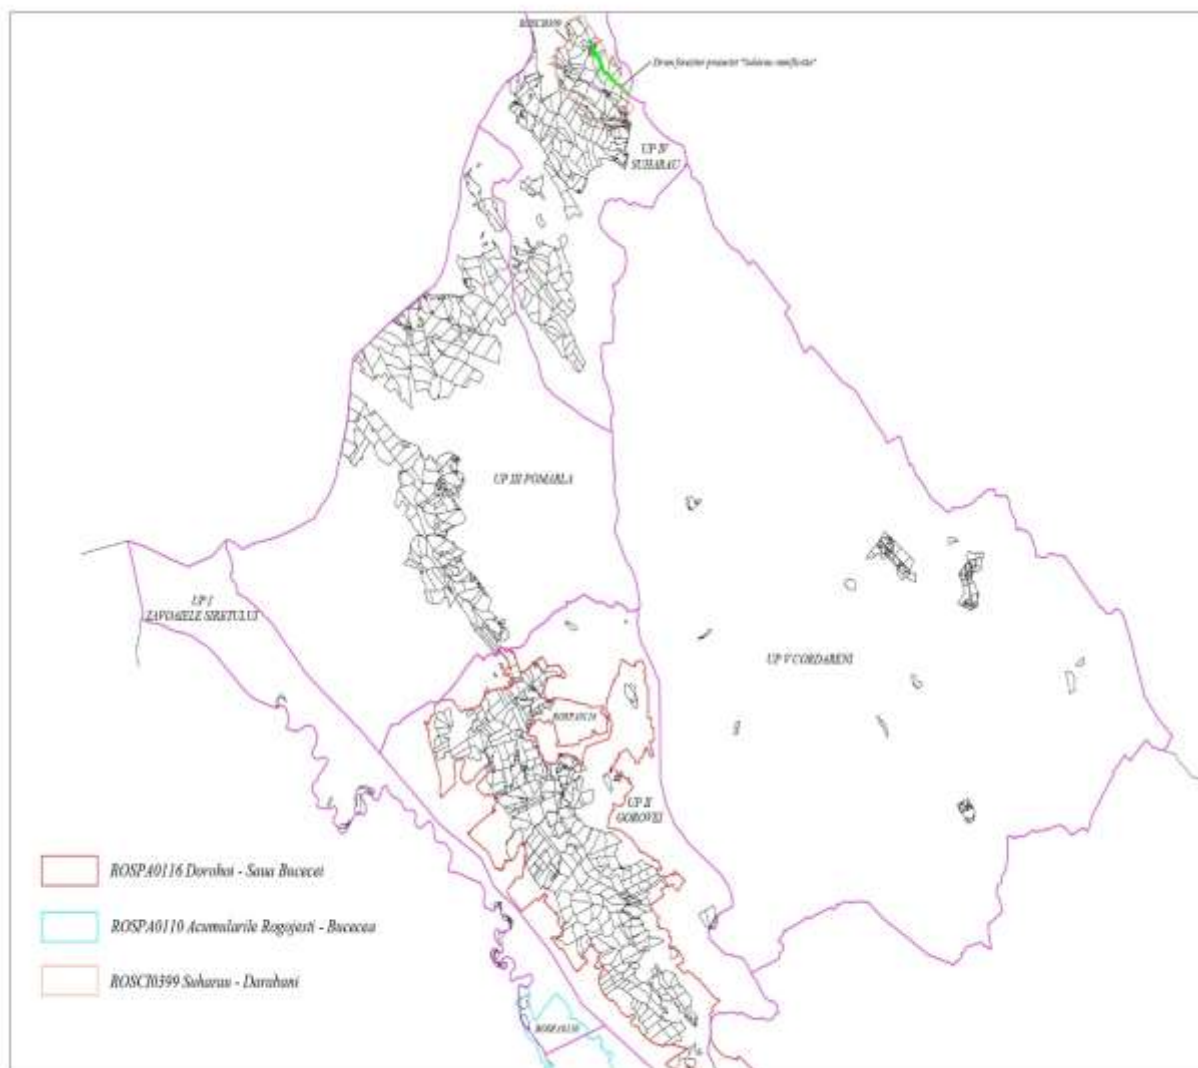 ROSCI0399
Drum forestier proiectat "Suharau ramificatie"
UP IV
SUHARAU
UP III POMARLA
UP I
ZAVOAIELE SIRETULUI
UP V CORDARENI
ROSPA0116
UP II
GOROVEI
ROSPA0116 Dorohoi - Saua Bucecei
ROSPA0110 Acumularile Rogojesti - Bucecea
ROSCI0399 Suharau - Darabani
ROSPA0110